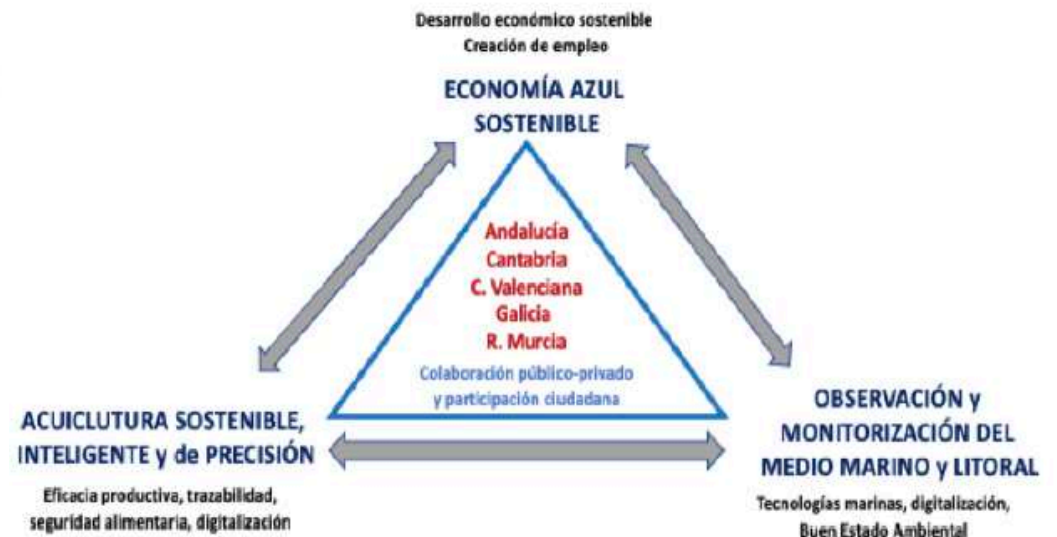 Desarrollo económico sostenible
Creación de empleo
ECONOMÍA AZUL
SOSTENIBLE
Andalucía
Cantabria
C. Valenciana
Galicia
R. Murcia
Colaboración público-privado
y participación ciudadana
ACUICLUTURA SOSTENIBLE,
INTELIGENTE y de PRECISIÓN
Eficacia productiva, trazabilidad,
seguridad alimentaria, digitalización
OBSERVACIÓN y
MONITORIZACIÓN DEL
MEDIO MARINO y LITORAL
Tecnologías marinas, digitalización,
Buen Estado Ambiental